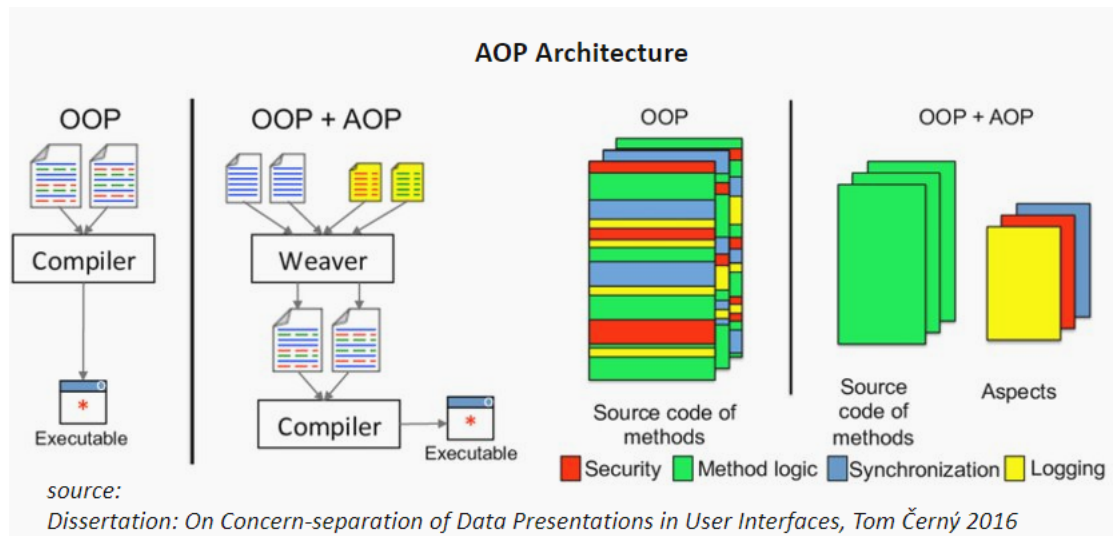 AOP Architecture
OOP
Compiler
Executable
OOP + AOP
Weaver
Compiler
Executable
OOP
Source code of
methods
OOP + AOP
Source
code of
methods
Aspects
Security
Method logic
Synchronization
Logging
source:
Dissertation: On Concern-separation of Data Presentations in User Interfaces, Tom Černý 2016